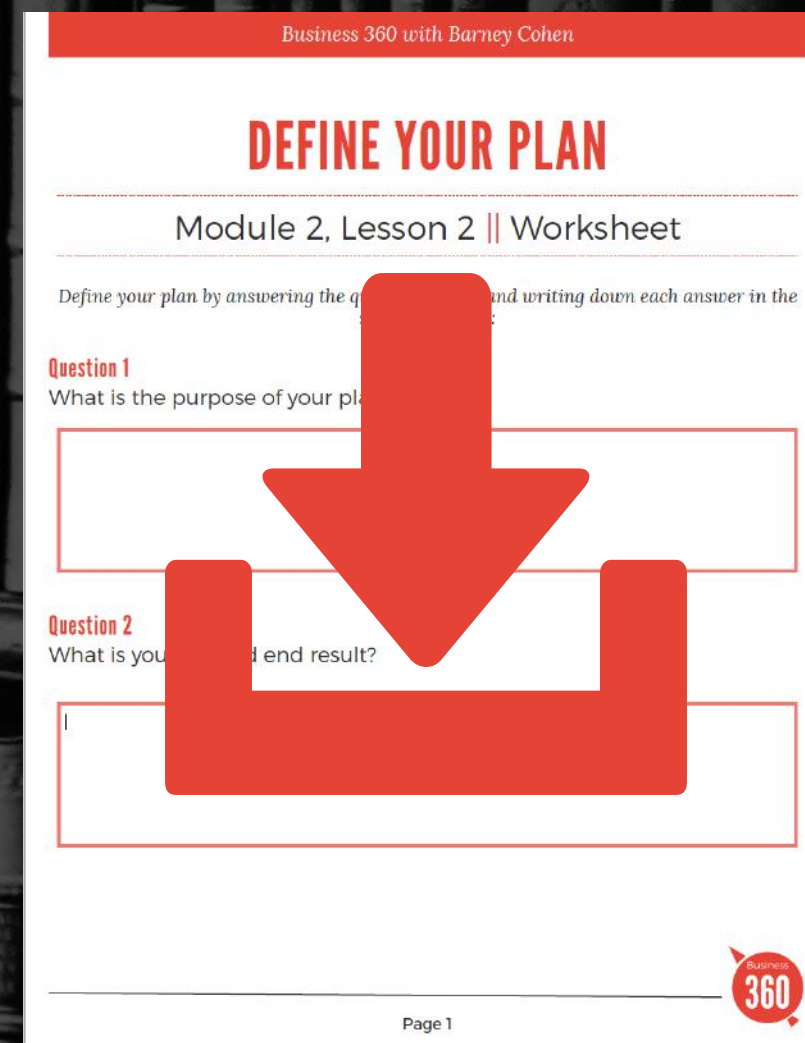 Business 360 with Barney Cohen
DEFINE YOUR PLAN
Module 2, Lesson 2 || Worksheet
Define your plan by answering the and writing down each answer in the
Question 1
What is the purpose of your
Question 2
What is end result?
Page 1
Business
360